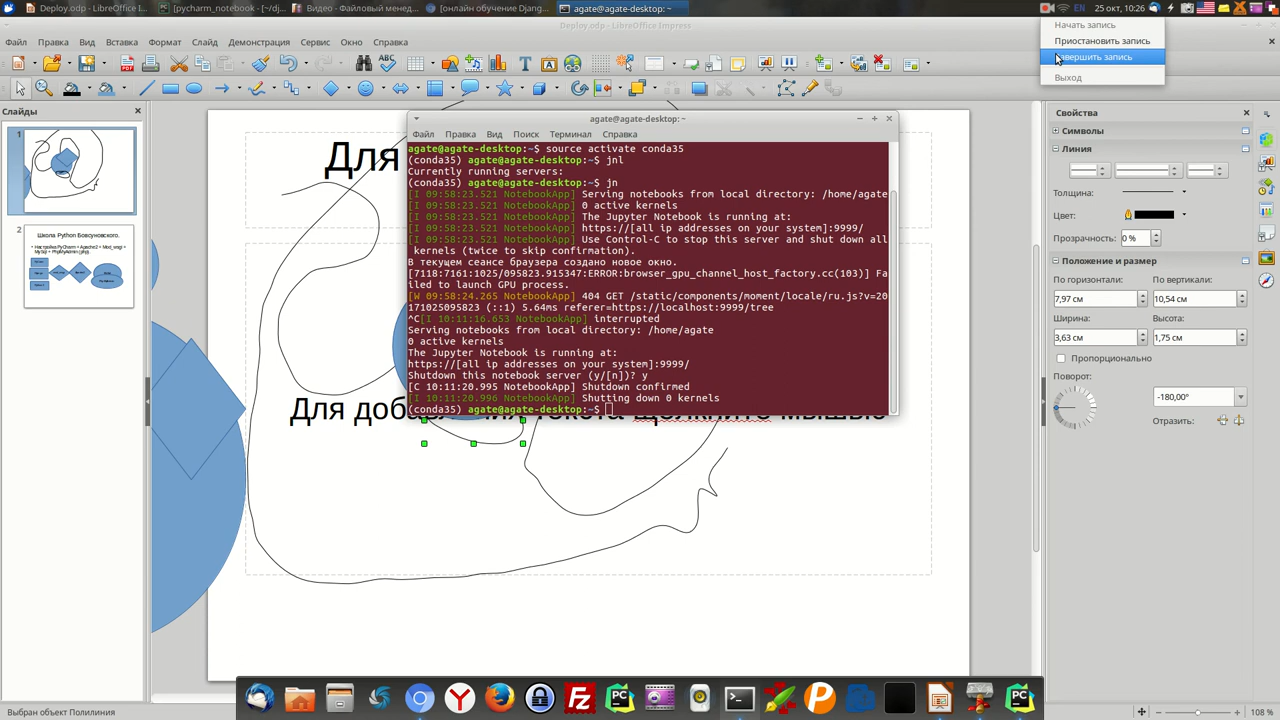 Deploy.odp - LibreOffice Impress
[pycharm_notebook - [~/dj...
Видео - Файловый мене...
[онлайн обучение Djang...
agate@agate-desktop: ~
EN
25 окт, 10:26
Файл Правка Вид Вставка Формат Слайд Демонстрация Сервис Окно Справка
Начать запись
Приостановить запись
Завершить запись
Выход
Слайды
1
2
Школа Python Бовсуновского.
Для
Для добавления текста щелкните мышью
agate@agate-desktop: ~
Файл Правка Вид Поиск Терминал Справка
agate@agate-desktop:~$ source activate conda35
(conda35) agate@agate-desktop:~$ jnl
Currently running servers:
(conda35) agate@agate-desktop:~$ jn
[I 09:58:23.521 NotebookApp] Serving notebooks from local directory: /home/agate
[I 09:58:23.521 NotebookApp] 0 active kernels
[I 09:58:23.521 NotebookApp] The Jupyter Notebook is running at:
[I 09:58:23.521 NotebookApp] https://[all ip addresses on your system]:9999/
[I 09:58:23.521 NotebookApp] Use Control-C to stop this server and shut down all
kernels (twice to skip confirmation).
В текущем сеансе браузера создано новое окно.
[7118:7161:1025/095823.915347:ERROR:browser_gpu_channel_host_factory.cc(103)] Fa
iled to launch GPU process.
[W 09:58:24.265 NotebookApp] 404 GET /static/components/moment/locale/ru.js?v=20
171025095823 (::1) 5.64ms referer=https://localhost:9999/tree
^C[I 10:11:16.653 NotebookApp] interrupted
Serving notebooks from local directory: /home/agate
0 active kernels
The Jupyter Notebook is running at:
https://[all ip addresses on your system]:9999/
Shutdown this notebook server (y/[n])? y
[C 10:11:20.995 NotebookApp] Shutdown confirmed
[I 10:11:20.996 NotebookApp] Shutting down 0 kernels
(conda35) agate@agate-desktop:~$
Свойства
Символы
Линия
Толщина:
Цвет:
Прозрачность: 0 %
Положение и размер
По горизонтали: По вертикали:
7,97 см 10,54 см
Ширина: Высота:
3,63 см 1,75 см
Пропорционально
Поворот:
-180,00°
Отразить:
Выбран объект Полилиния
108 %